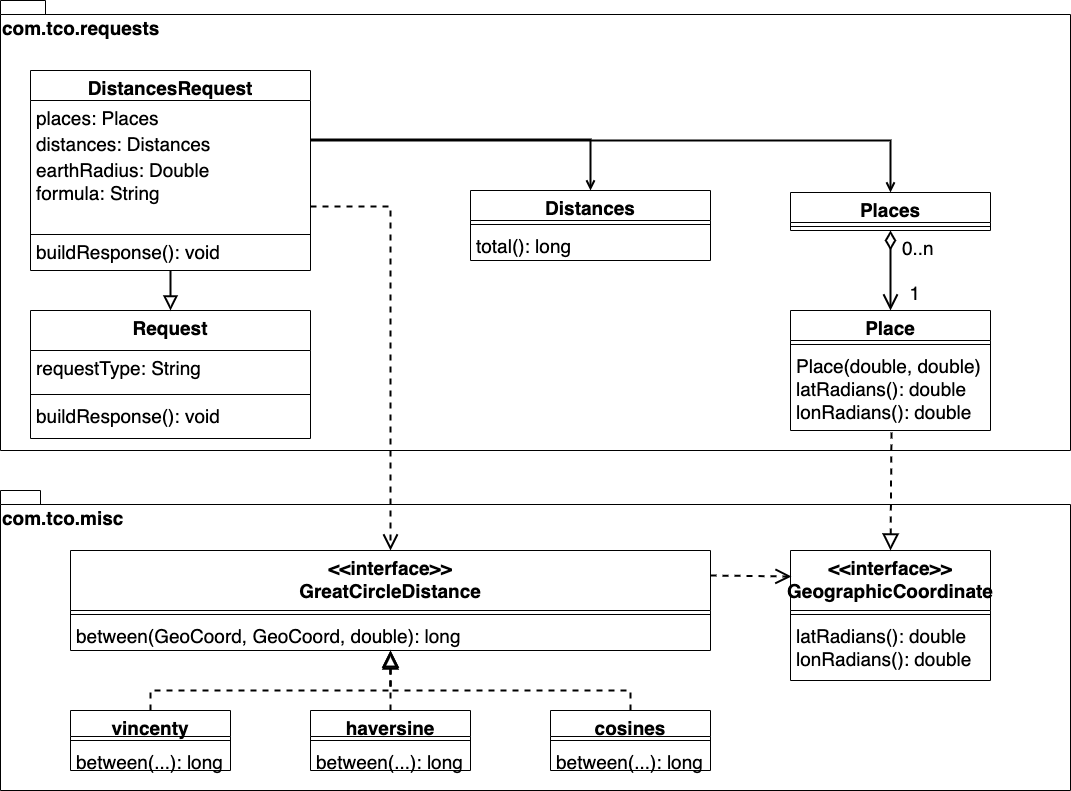 com.tco.requests
DistancesRequest
places: Places
distances: Distances
earthRadius: Double
formula: String
buildResponse(): void
Request
requestType: String
buildResponse(): void
Distances
total(): long
Places
0..n
1
Place
Place(double, double)
latRadians(): double
lonRadians(): double
com.tco.misc
<<interface>>
GreatCircleDistance
between(GeoCoord, GeoCoord, double): long
<<interface>>
GeographicCoordinate
latRadians(): double
lonRadians(): double
vincenty
between(...): long
haversine
between(...): long
cosines
between(...): long